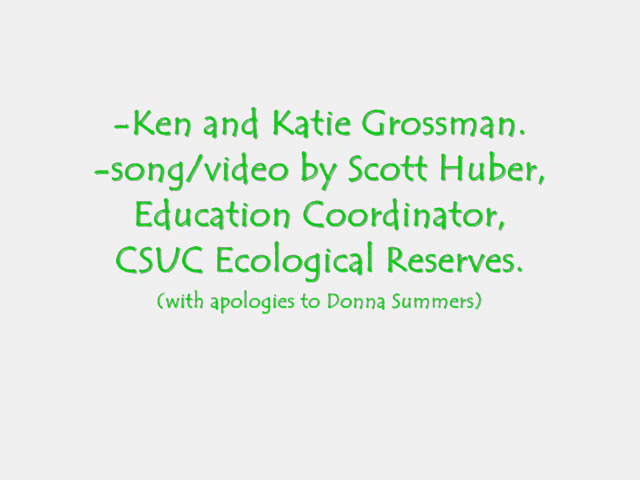 -Ken and Katie Grossman.
-song/video by Scott Huber,
Education Coordinator,
CSUC Ecological Reserves.
(with apologies to Donna Summers)